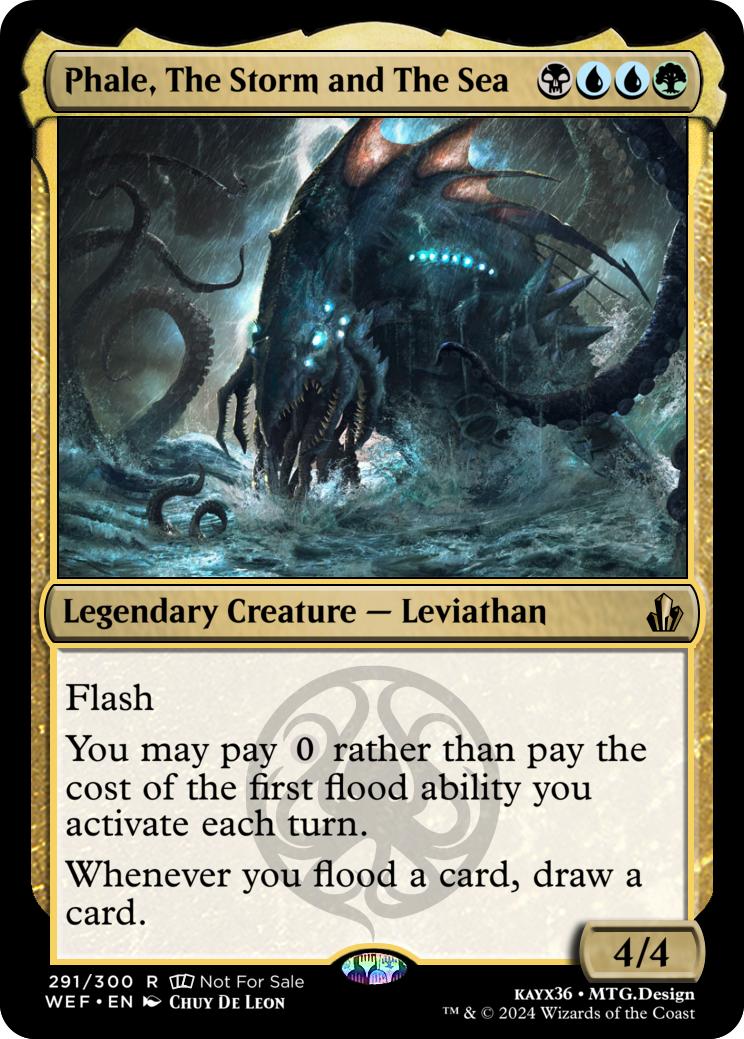 Phale, The Storm and The Sea
Legendary Creature — Leviathan
Flash
You may pay 0 rather than pay the
cost of the first flood ability you
activate each turn.
Whenever you flood a card, draw a
card.
4/4
291/300 R Not For Sale
WEF • EN Chuy De Leon
kayx36 • MTG.Design
™ & © 2024 Wizards of the Coast